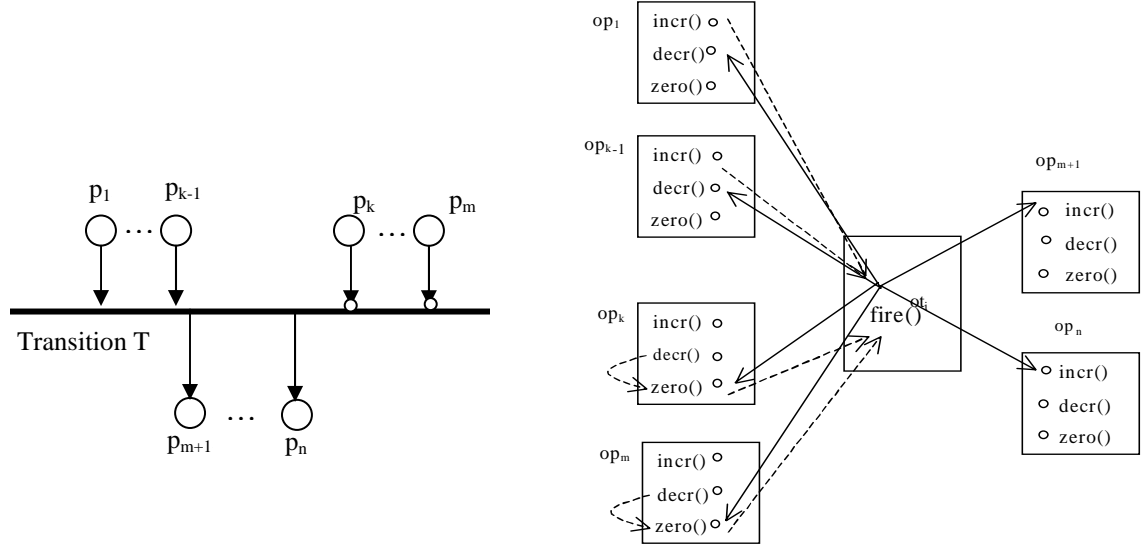 p1 pk-1 pk pm
… …
Transition T
pm+1 … pn
op1
incr()
decr()
zero()
opk-1
incr()
decr()
zero()
opk
incr()
decr()
zero()
opm
incr()
decr()
zero()
oti
fire()
opm+1
incr()
decr()
zero()
opn
incr()
decr()
zero()